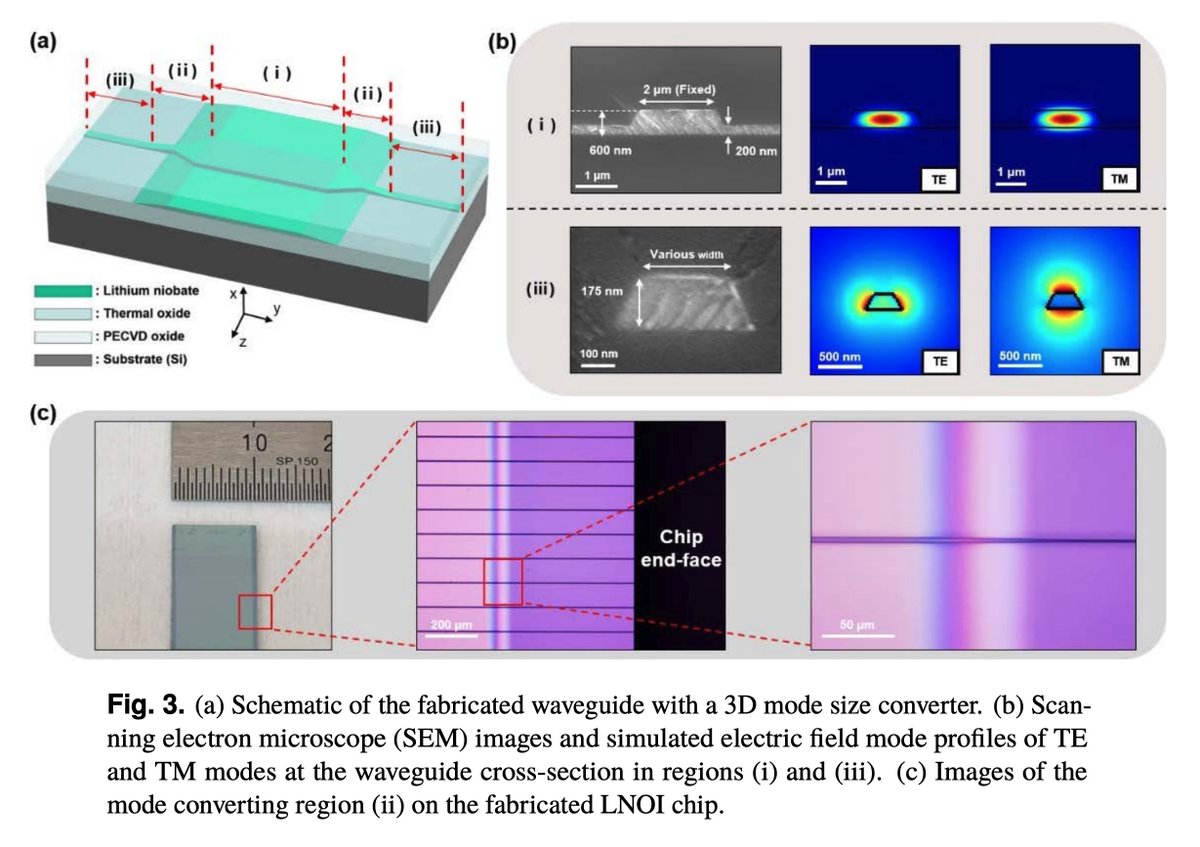 (a)
(iii)
(ii)
(i)
(ii)
(iii)
: Lithium niobate
: Thermal oxide
: PECVD oxide
: Substrate (Si)
x
y
z
(b)
(i)
2 μm (Fixed)
600 nm
200 nm
1 μm
1 μm
TE
1 μm
TM
(iii)
Various width
175 nm
100 nm
500 nm
TE
500 nm
TM
(c)
10
2
SP 150
200 μm
Chip
end-face
50 μm
Fig. 3. (a) Schematic of the fabricated waveguide with a 3D mode size converter. (b) Scan-
ning electron microscope (SEM) images and simulated electric field mode profiles of TE
and TM modes at the waveguide cross-section in regions (i) and (iii). (c) Images of the
mode converting region (ii) on the fabricated LNOI chip.